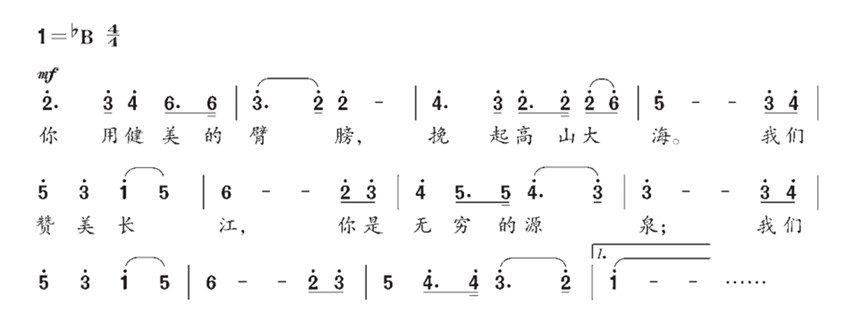 1=♭B 4/4
mf
2. 3 4 6. 6 | 3. 2 2 - | 4. 3 2. 2 2 6 | 5 - - 3 4 |
你 用健 美 的 臂 膀， 挽 起高 山大 海。 我们
5 3 1 5 | 6 - - 2 3 | 4 5. 5 4. 3 | 3 - - 3 4 |
赞 美 长 江， 你是 无 穷 的源 泉； 我们
1.
5 3 1 5 | 6 - - 2 3 | 5 4. 4 3. 2 | 1 - - ……